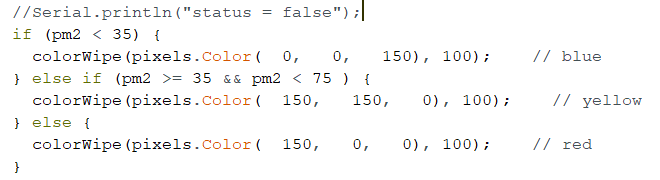 //Serial.println("status = false");
if (pm2 < 35) {
  colorWipe(pixels.Color(  0,   0,   150), 100);    // blue
} else if (pm2 >= 35 && pm2 < 75 ) {
  colorWipe(pixels.Color(  150,   150,   0), 100);    // yellow
} else {
  colorWipe(pixels.Color(  150,   0,   0), 100);    // red
}